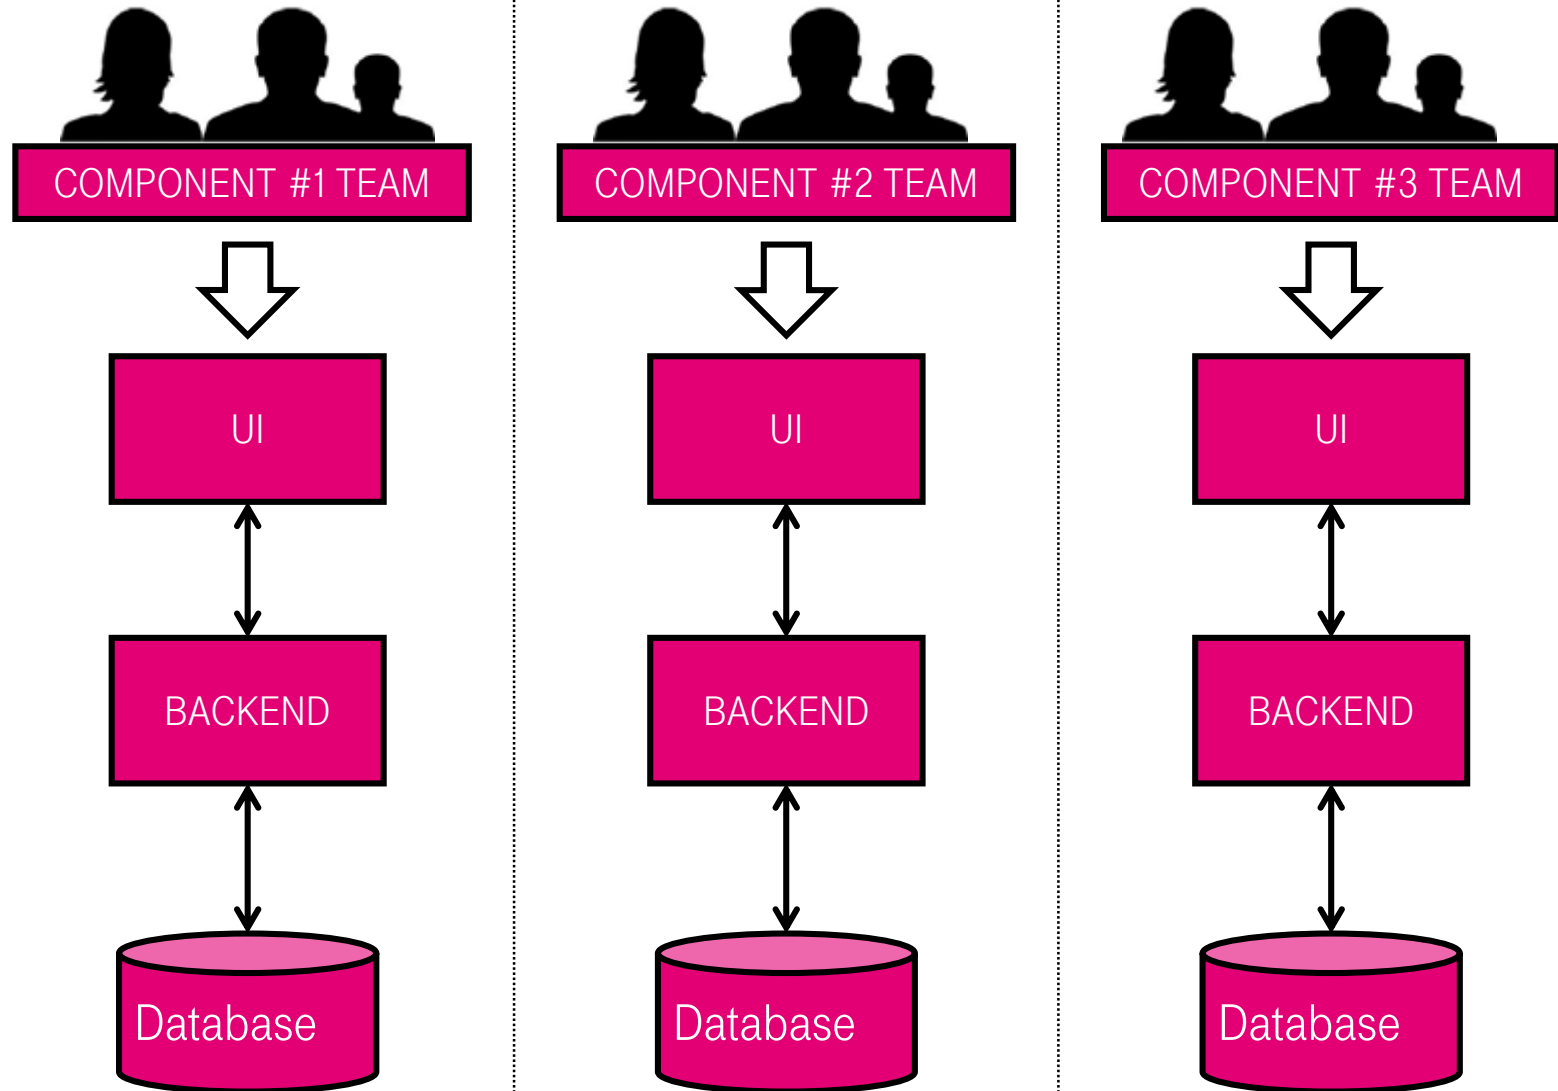 COMPONENT #1 TEAM
COMPONENT #2 TEAM
COMPONENT #3 TEAM
UI
UI
UI
BACKEND
BACKEND
BACKEND
Database
Database
Database